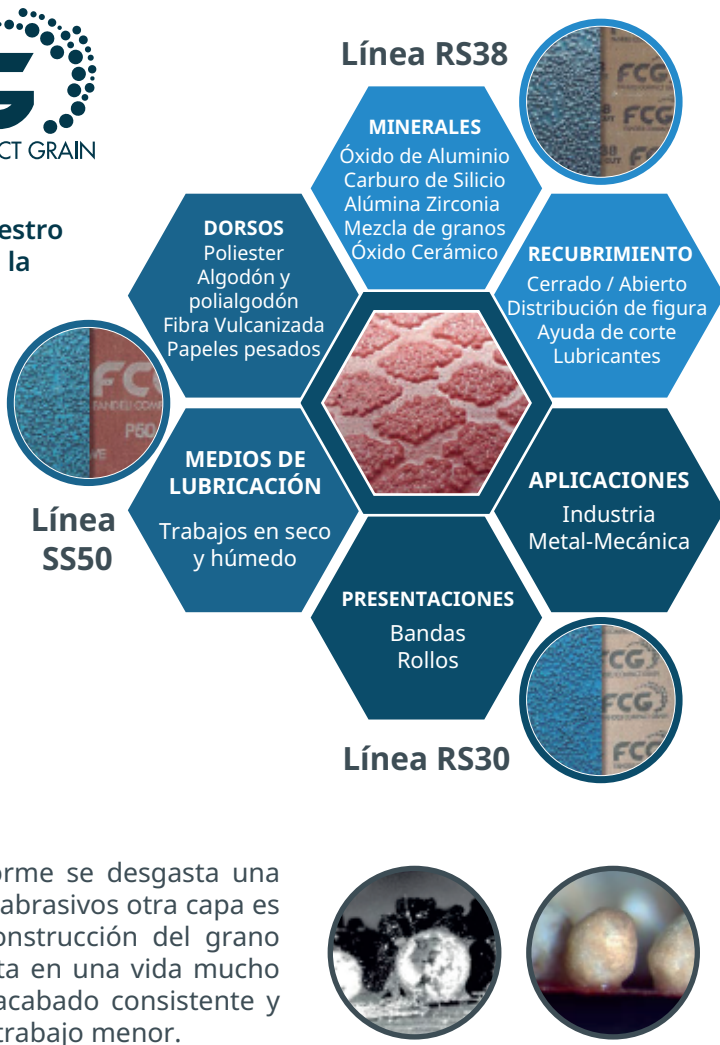 CT GRAIN
estro
la
Línea RS38
FCG
FCG
MINERALES
Óxido de Aluminio
Carburo de Silicio
Alúmina Zirconia
Mezcla de granos
Óxido Cerámico
DORSOS
Poliester
Algodón y
polialgodón
Fibra Vulcanizada
Papeles pesados
RECUBRIMIENTO
Cerrado / Abierto
Distribución de figura
Ayuda de corte
Lubricantes
FCG
P60
Línea
SS50
MEDIOS DE
LUBRICACIÓN
Trabajos en seco
y húmedo
APLICACIONES
Industria
Metal-Mecánica
PRESENTACIONES
Bandas
Rollos
CG
FCG
FCG
Línea RS30
orme se desgasta una
abrasivos otra capa es
onstrucción del grano
ta en una vida mucho
acabado consistente y
trabajo menor.